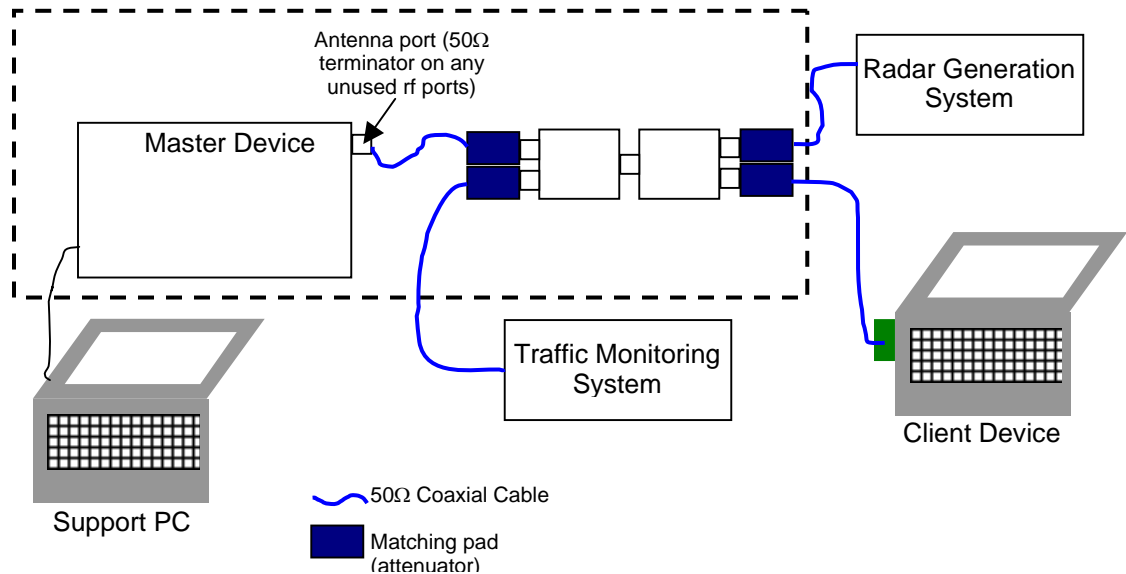 Antenna port (50Ω
terminator on any
unused rf ports)
Radar Generation
System
Master Device
Traffic Monitoring
System
Client Device
Support PC
50Ω Coaxial Cable
Matching pad
(attenuator)